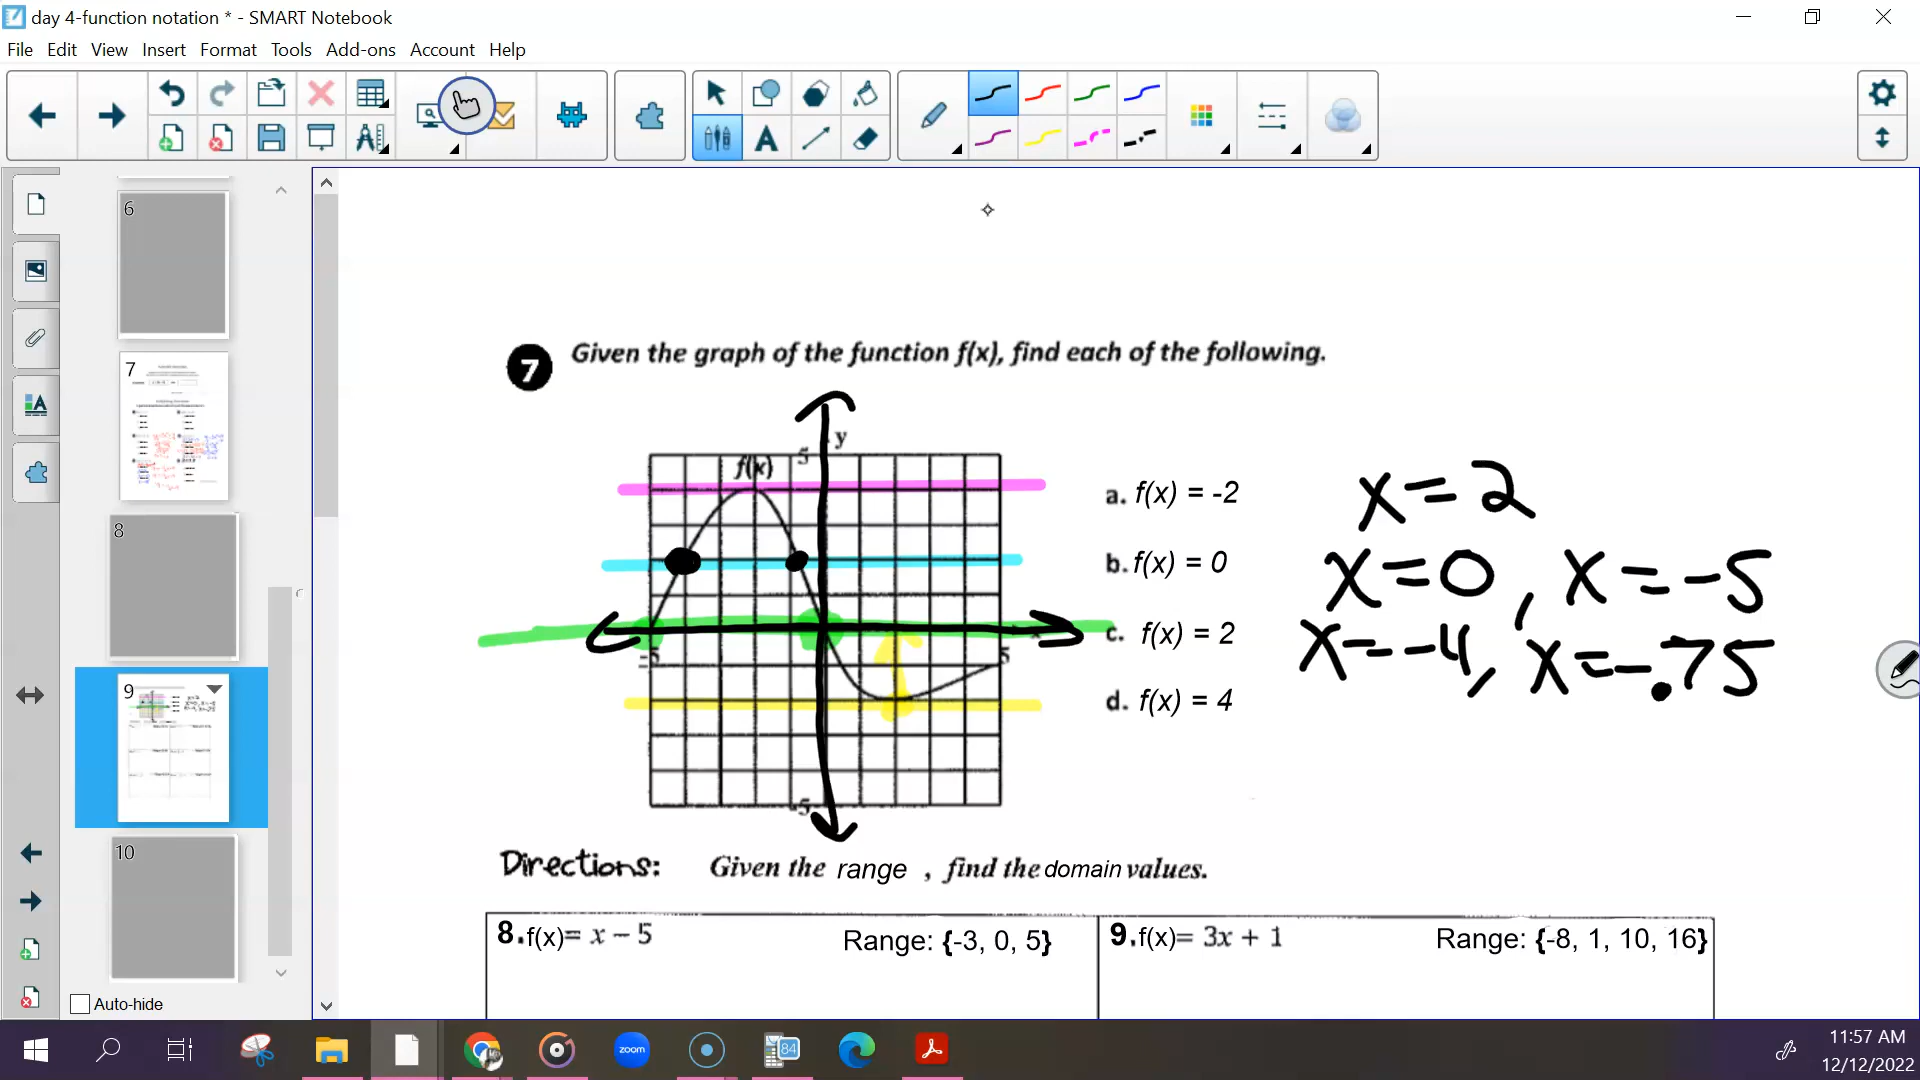 day 4-function notation * - SMART Notebook
File Edit View Insert Format Tools Add-ons Account Help
6
7
8
9
10
Auto-hide
7 Given the graph of the function f(x), find each of the following.
y
5
f(x)
-5
5
-5
a. f(x) = -2
x=2
b. f(x) = 0
x=0, x=-5
c. f(x) = 2
x=-4, x=-.75
d. f(x) = 4
Directions: Given the range , find the domain values.
8. f(x)= x - 5 Range: {-3, 0, 5}
9. f(x)= 3x + 1 Range: {-8, 1, 10, 16}
zoom
84
11:57 AM
12/12/2022